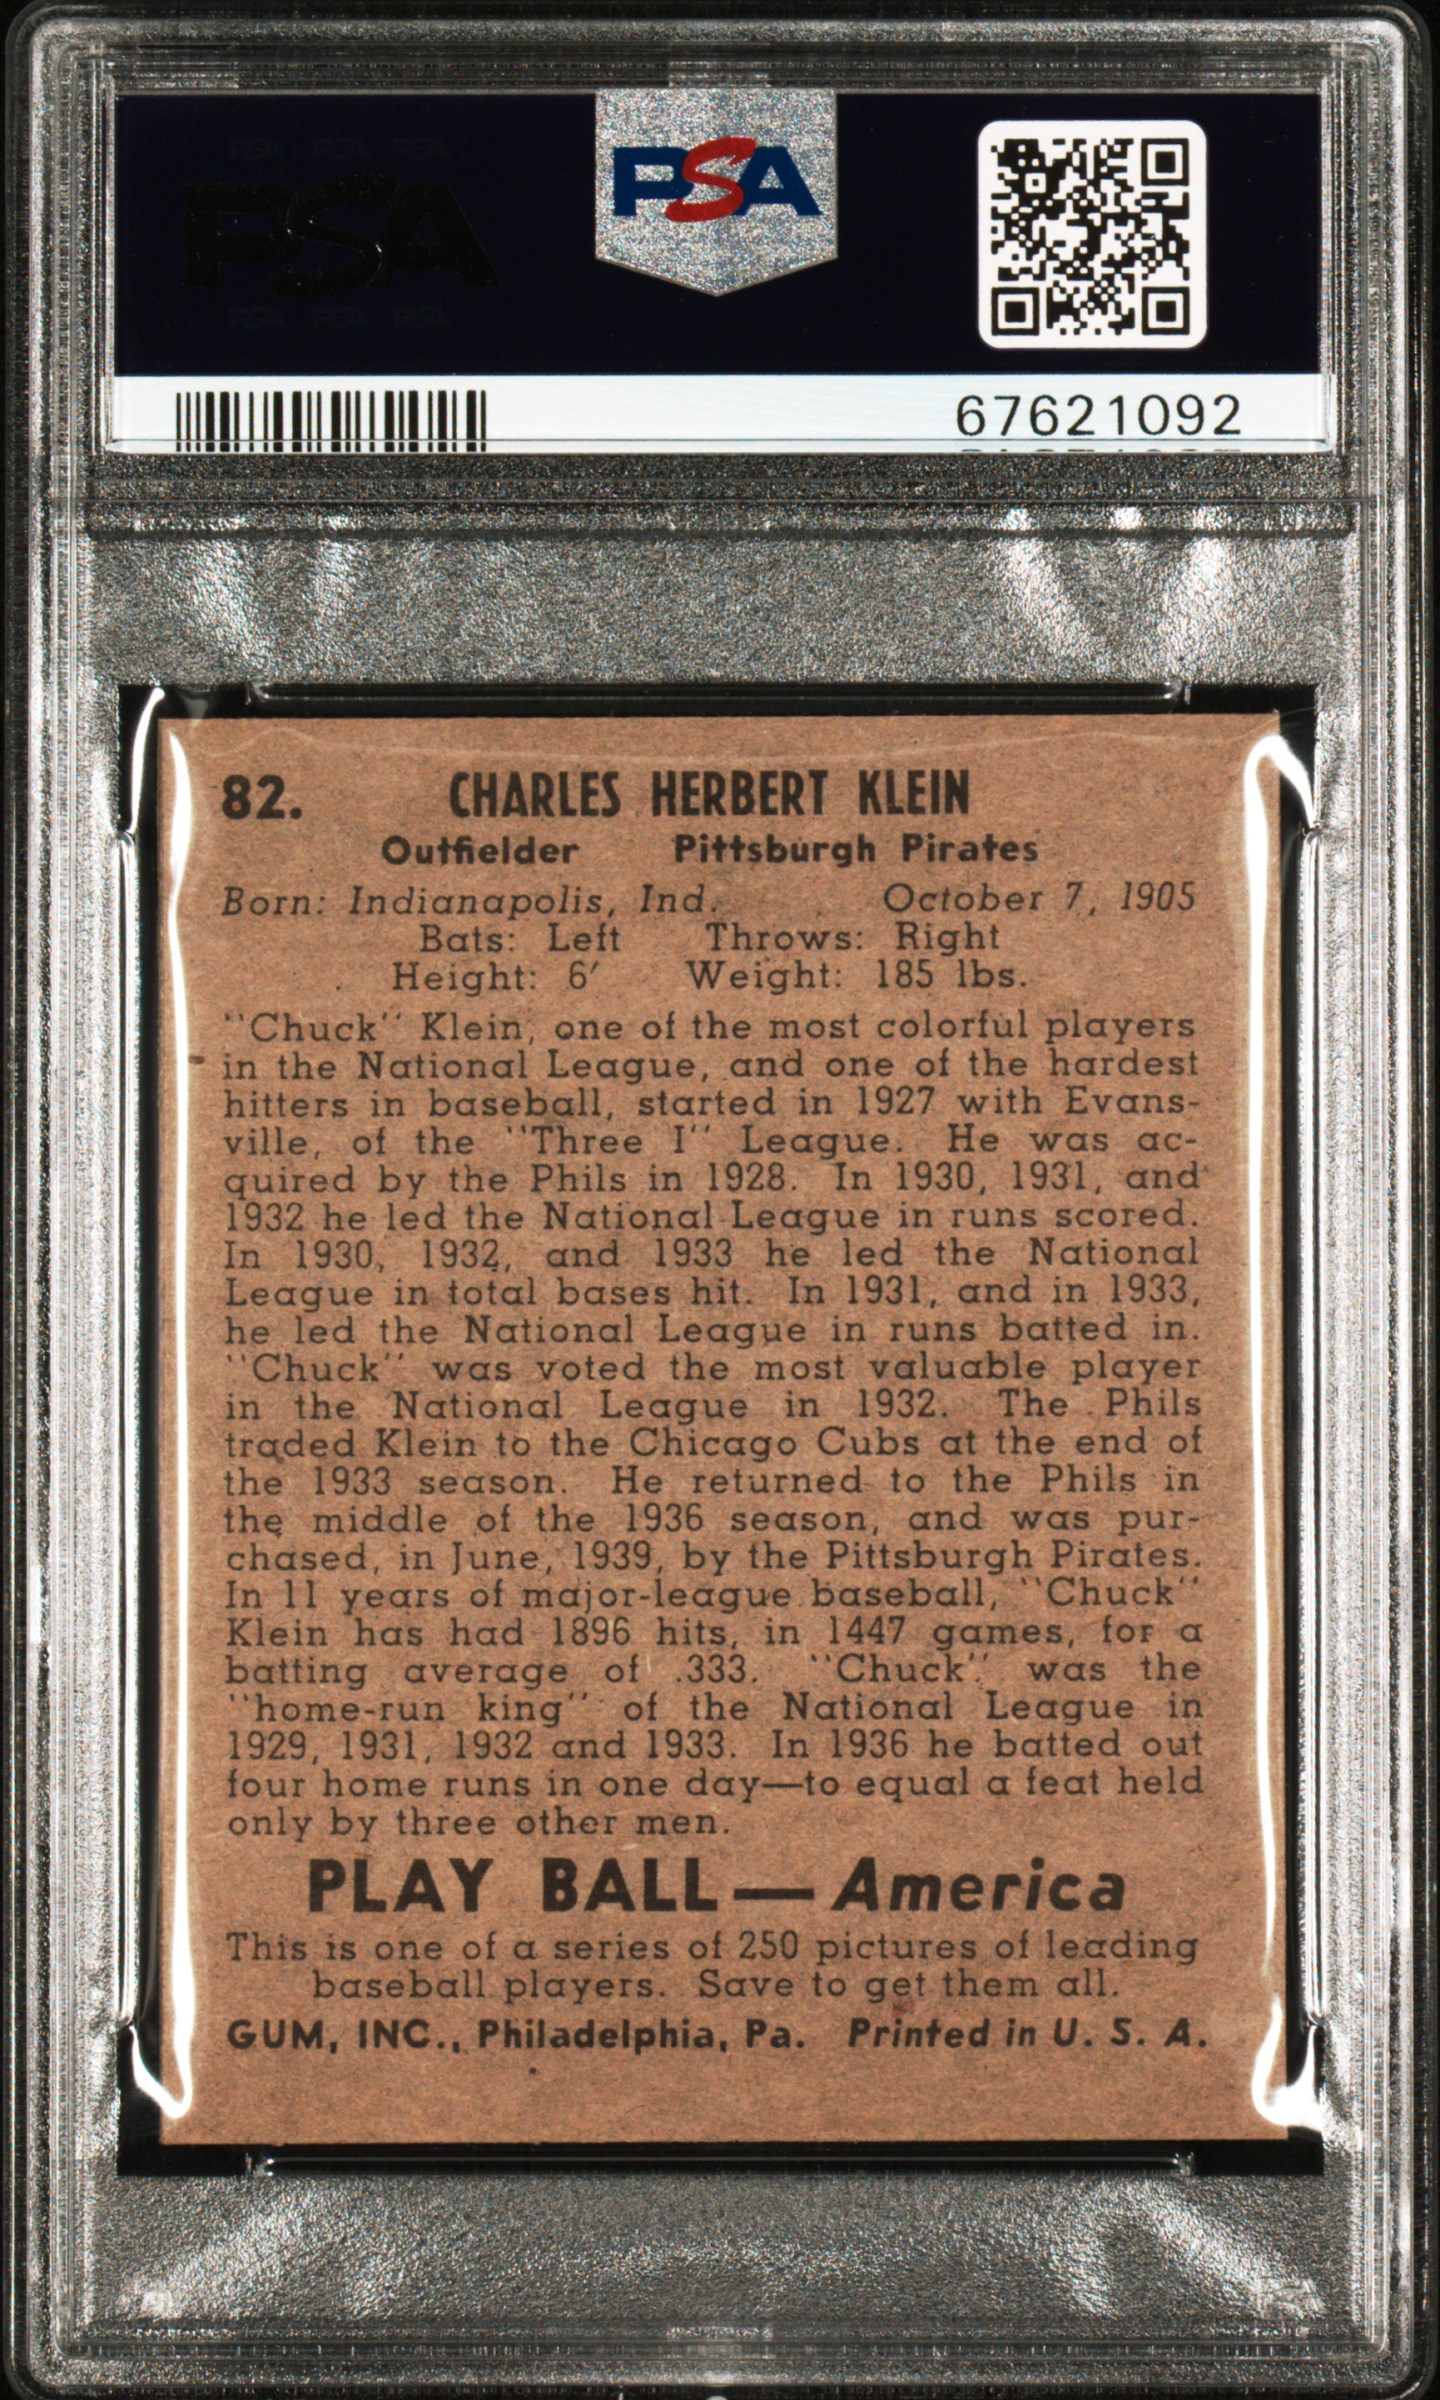 PSA
67621092
82. CHARLES HERBERT KLEIN
Outfielder Pittsburgh Pirates
Born: Indianapolis, Ind. October 7, 1905
Bats: Left Throws: Right
Height: 6′ Weight: 185 lbs.
"Chuck" Klein, one of the most colorful players
in the National League, and one of the hardest
hitters in baseball, started in 1927 with Evans-
ville, of the "Three I" League. He was ac-
quired by the Phils in 1928. In 1930, 1931, and
1932 he led the National League in runs scored.
In 1930, 1932, and 1933 he led the National
League in total bases hit. In 1931, and in 1933,
he led the National League in runs batted in.
"Chuck" was voted the most valuable player
in the National League in 1932. The Phils
traded Klein to the Chicago Cubs at the end of
the 1933 season. He returned to the Phils in
the middle of the 1936 season, and was pur-
chased, in June, 1939, by the Pittsburgh Pirates.
In 11 years of major-league baseball, "Chuck"
Klein has had 1896 hits, in 1447 games, for a
batting average of .333. "Chuck" was the
"home-run king" of the National League in
1929, 1931, 1932 and 1933. In 1936 he batted out
four home runs in one day—to equal a feat held
only by three other men.
PLAY BALL — America
This is one of a series of 250 pictures of leading
baseball players. Save to get them all.
GUM, INC., Philadelphia, Pa. Printed in U. S. A.